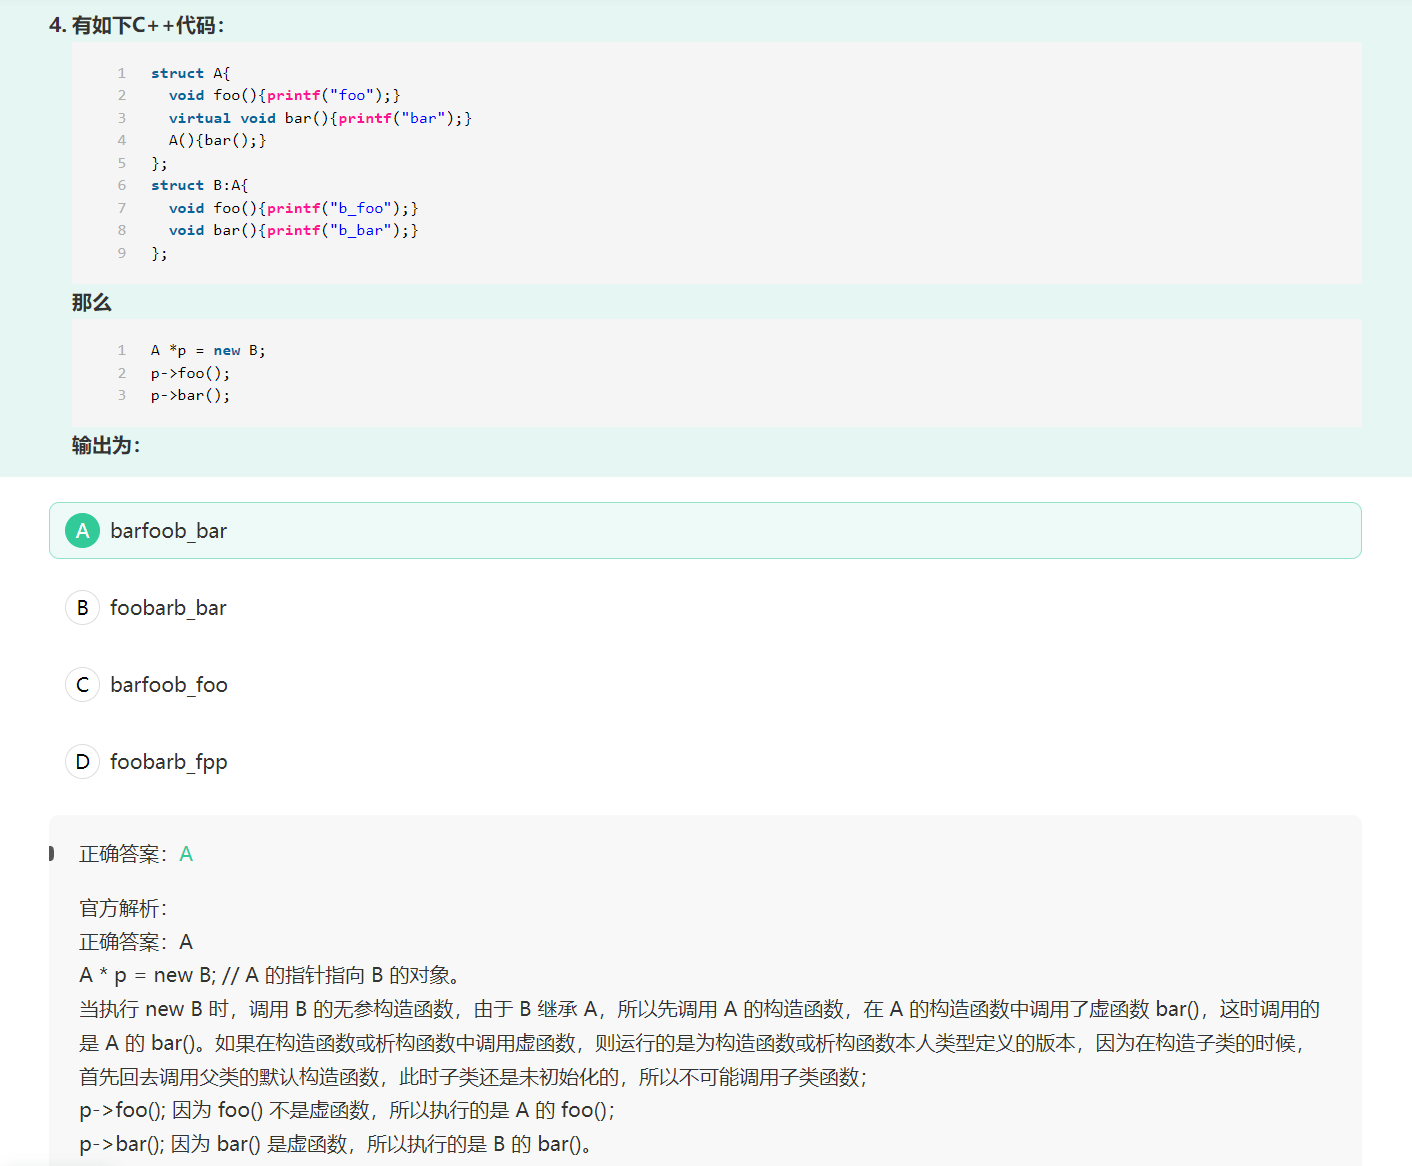 4. 有如下C++代码：
1 struct A{
2 void foo(){printf("foo");}
3 virtual void bar(){printf("bar");}
4 A(){bar();}
5 };
6 struct B:A{
7 void foo(){printf("b_foo");}
8 void bar(){printf("b_bar");}
9 };
那么
1 A *p = new B;
2 p->foo();
3 p->bar();
输出为：
A barfoob_bar
B foobarb_bar
C barfoob_foo
D foobarb_fpp
正确答案：A
官方解析：
正确答案：A
A * p = new B; // A 的指针指向 B 的对象。
当执行 new B 时，调用 B 的无参构造函数，由于 B 继承 A，所以先调用 A 的构造函数，在 A 的构造函数中调用了虚函数 bar()，这时调用的
是 A 的 bar()。如果在构造函数或析构函数中调用虚函数，则运行的是为构造函数或析构函数本人类型定义的版本，因为在构造子类的时候，
首先回去调用父类的默认构造函数，此时子类还是未初始化的，所以不可能调用子类函数；
p->foo(); 因为 foo() 不是虚函数，所以执行的是 A 的 foo()；
p->bar(); 因为 bar() 是虚函数，所以执行的是 B 的 bar()。